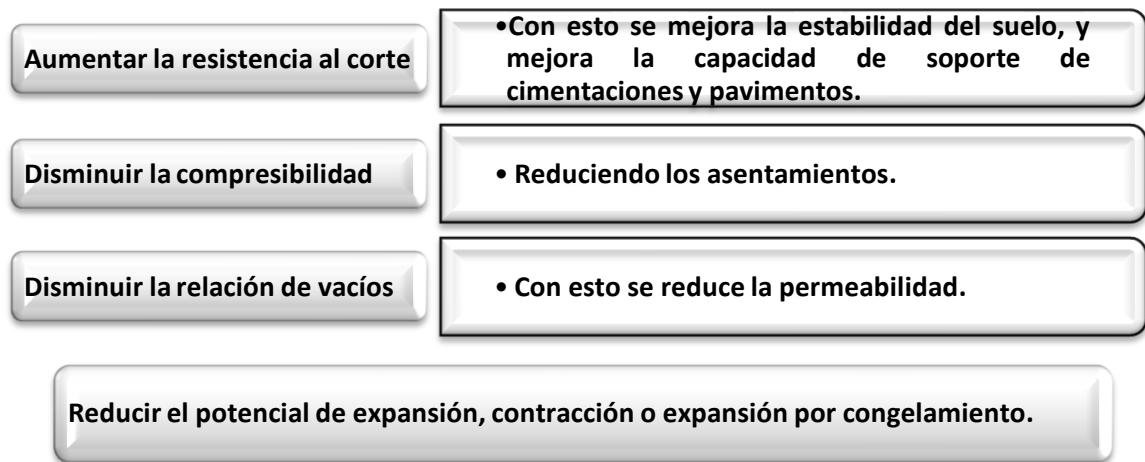 Aumentar la resistencia al corte
•Con esto se mejora la estabilidad del suelo, y
mejora la capacidad de soporte de
cimentaciones y pavimentos.
Disminuir la compresibilidad
• Reduciendo los asentamientos.
Disminuir la relación de vacíos
• Con esto se reduce la permeabilidad.
Reducir el potencial de expansión, contracción o expansión por congelamiento.